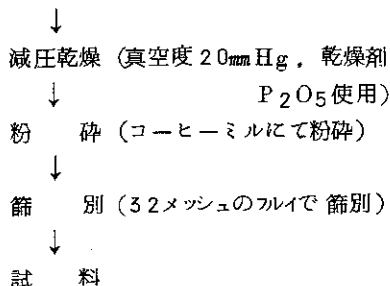 ↓
減圧乾燥(真空度20mmHg,乾燥剤
↓ P₂O₅使用)
粉 砕(コーヒーミルにて粉砕)
↓
篩 別(32メッシュのフルイで篩別)
↓
試 料